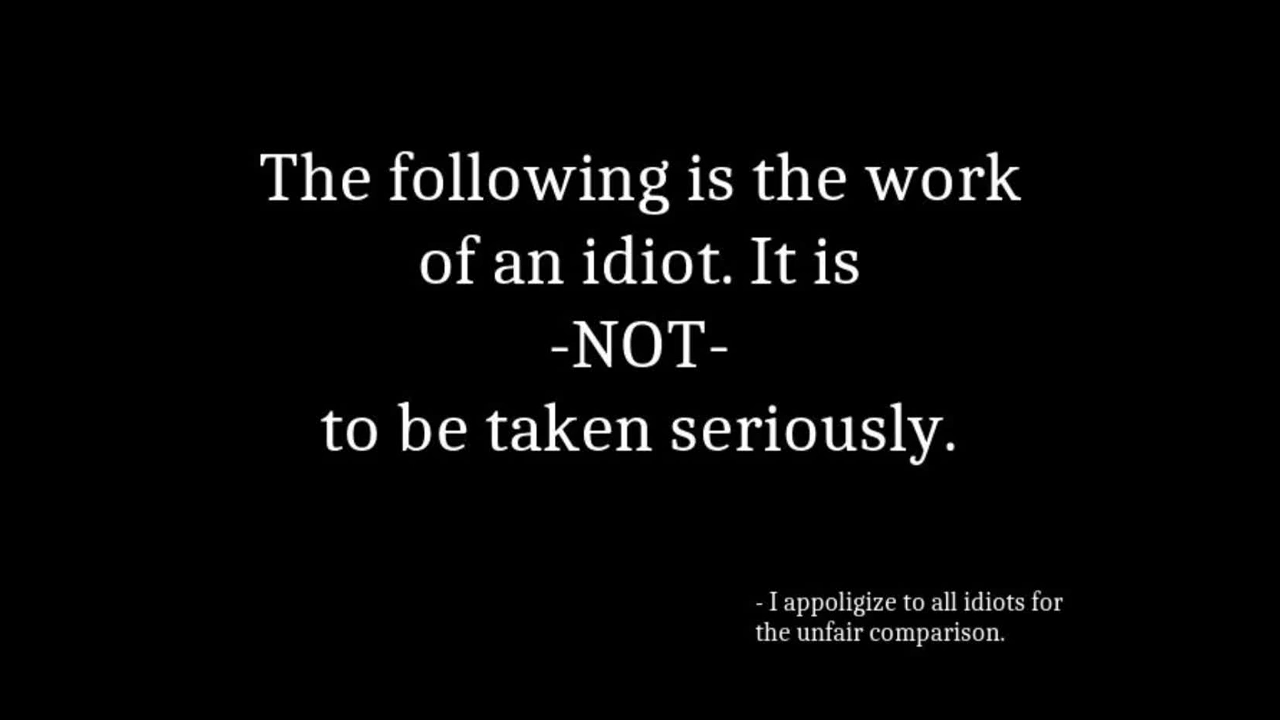 The following is the work
of an idiot. It is
-NOT-
to be taken seriously.
- I appoligize to all idiots for
the unfair comparison.